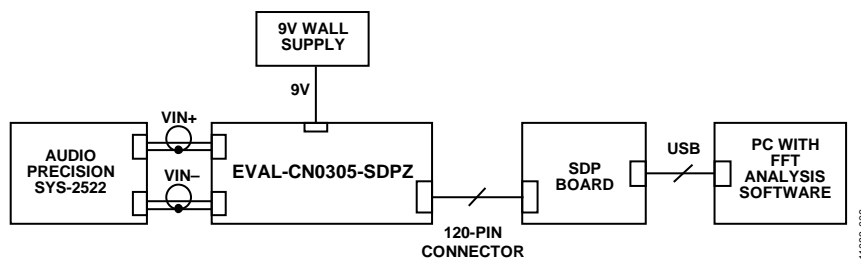 9V WALL
SUPPLY
9V
VIN+
VIN–
AUDIO
PRECISION
SYS-2522
EVAL-CN0305-SDPZ
120-PIN
CONNECTOR
SDP
BOARD
USB
PC WITH
FFT
ANALYSIS
SOFTWARE